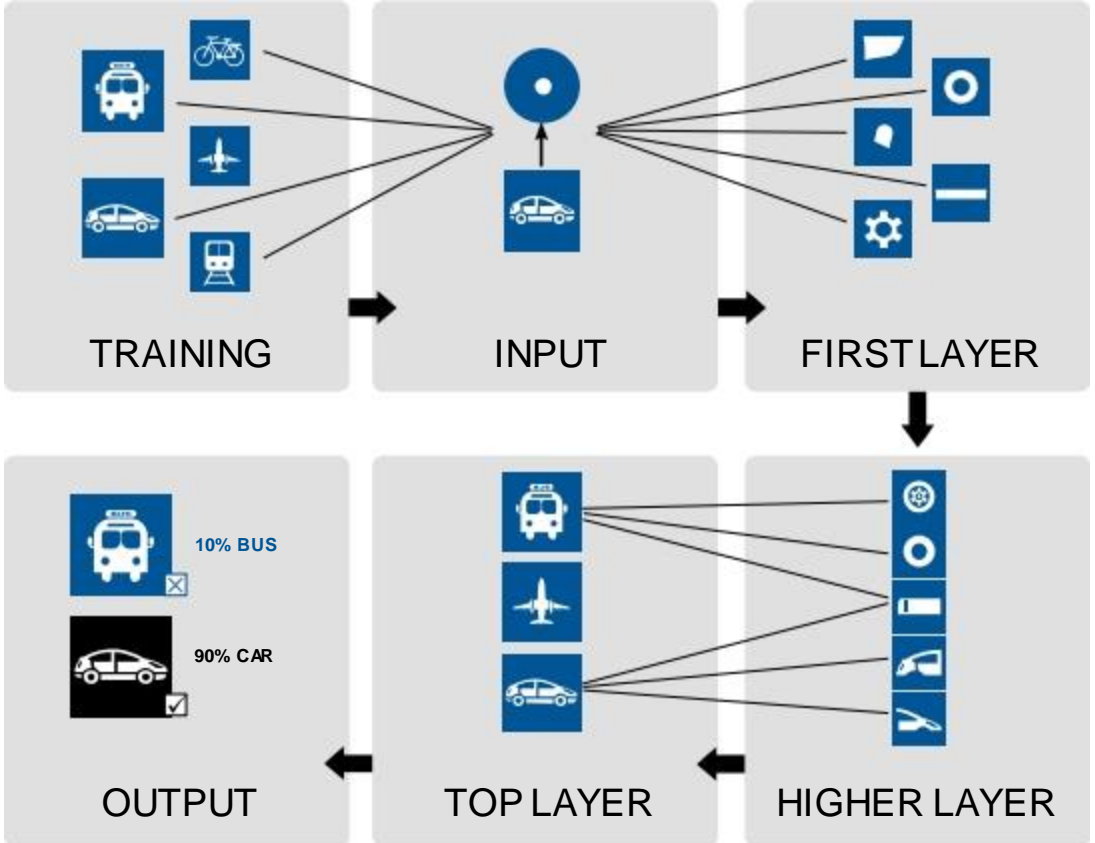 TRAINING
INPUT
FIRST LAYER
10% BUS
90% CAR
OUTPUT
TOP LAYER
HIGHER LAYER